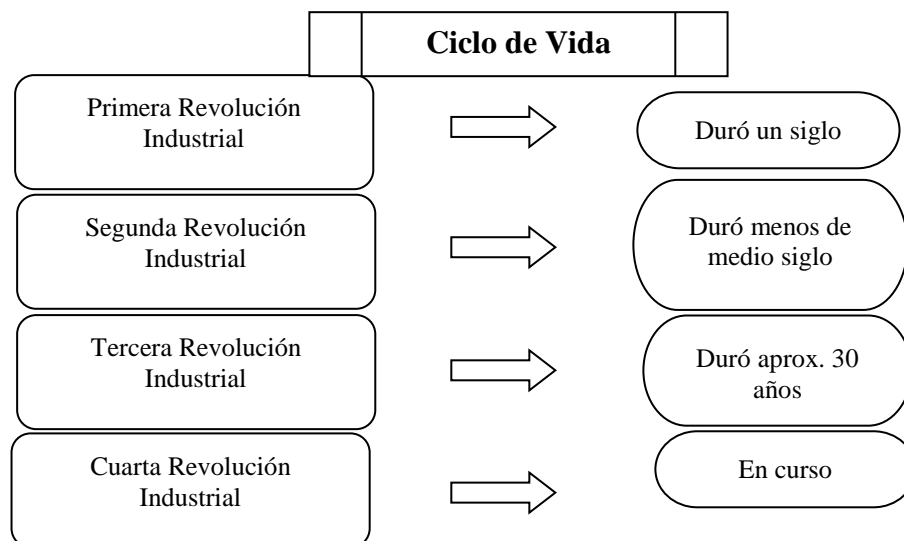 Ciclo de Vida
Primera Revolución
Industrial
Duró un siglo
Segunda Revolución
Industrial
Duró menos de
medio siglo
Tercera Revolución
Industrial
Duró aprox. 30
años
Cuarta Revolución
Industrial
En curso